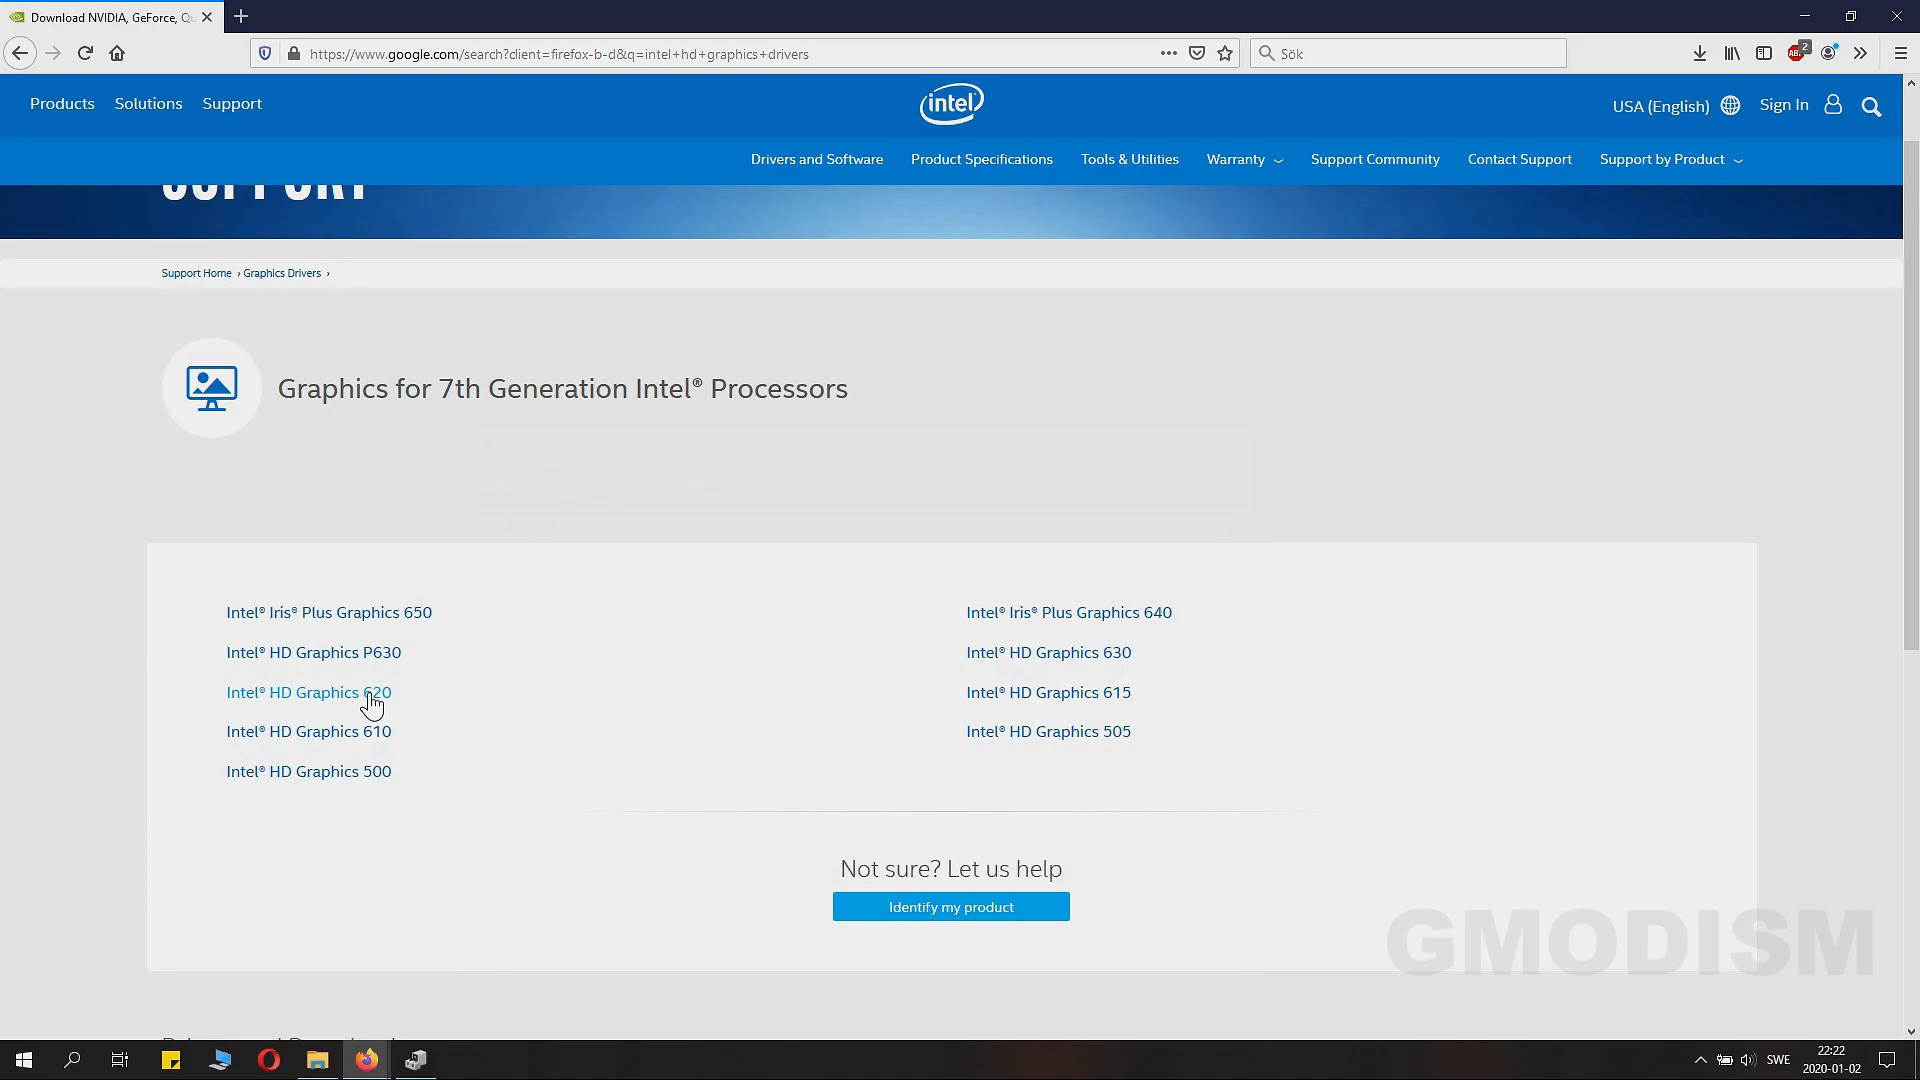 Download NVIDIA, GeForce, Qu
https://www.google.com/search?client=firefox-b-d&q=intel+hd+graphics+drivers
Sök
ABP
2
Products Solutions Support
intel
USA (English)
Sign In
Drivers and Software
Product Specifications
Tools & Utilities
Warranty
Support Community
Contact Support
Support by Product
SUPPORT
Support Home › Graphics Drivers ›
Graphics for 7th Generation Intel® Processors
Intel® Iris® Plus Graphics 650
Intel® Iris® Plus Graphics 640
Intel® HD Graphics P630
Intel® HD Graphics 630
Intel® HD Graphics 620
Intel® HD Graphics 615
Intel® HD Graphics 610
Intel® HD Graphics 505
Intel® HD Graphics 500
Not sure? Let us help
Identify my product
GMODISM
SWE
22:22
2020-01-02